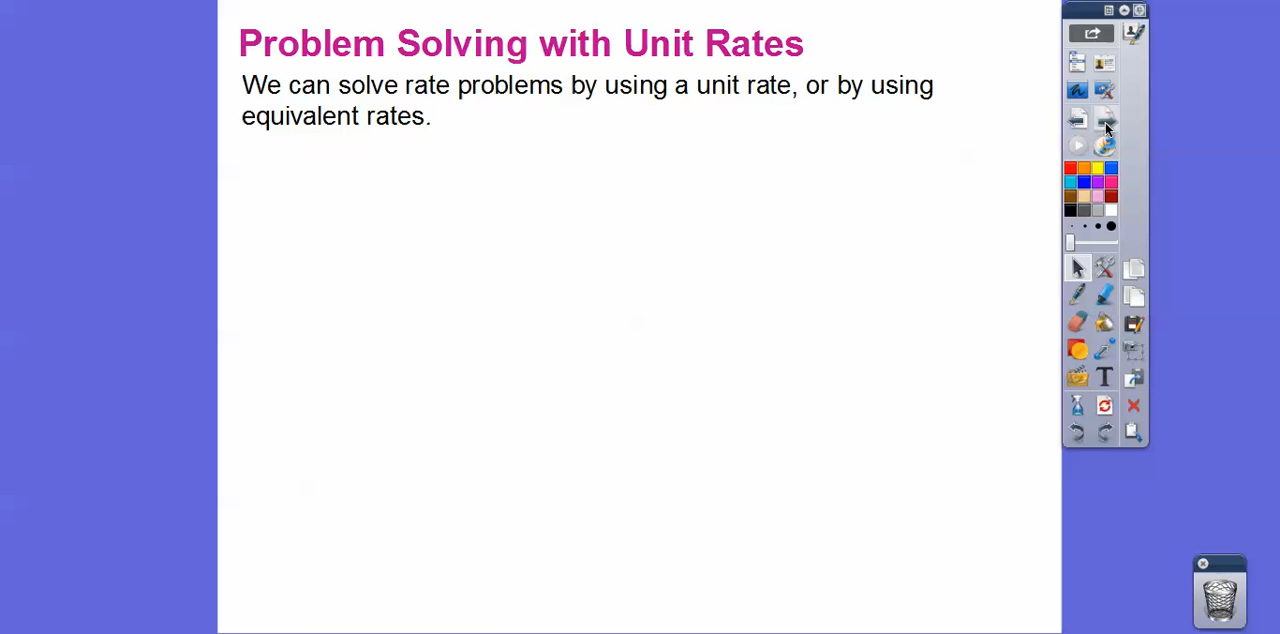 Problem Solving with Unit Rates
We can solve rate problems by using a unit rate, or by using
equivalent rates.